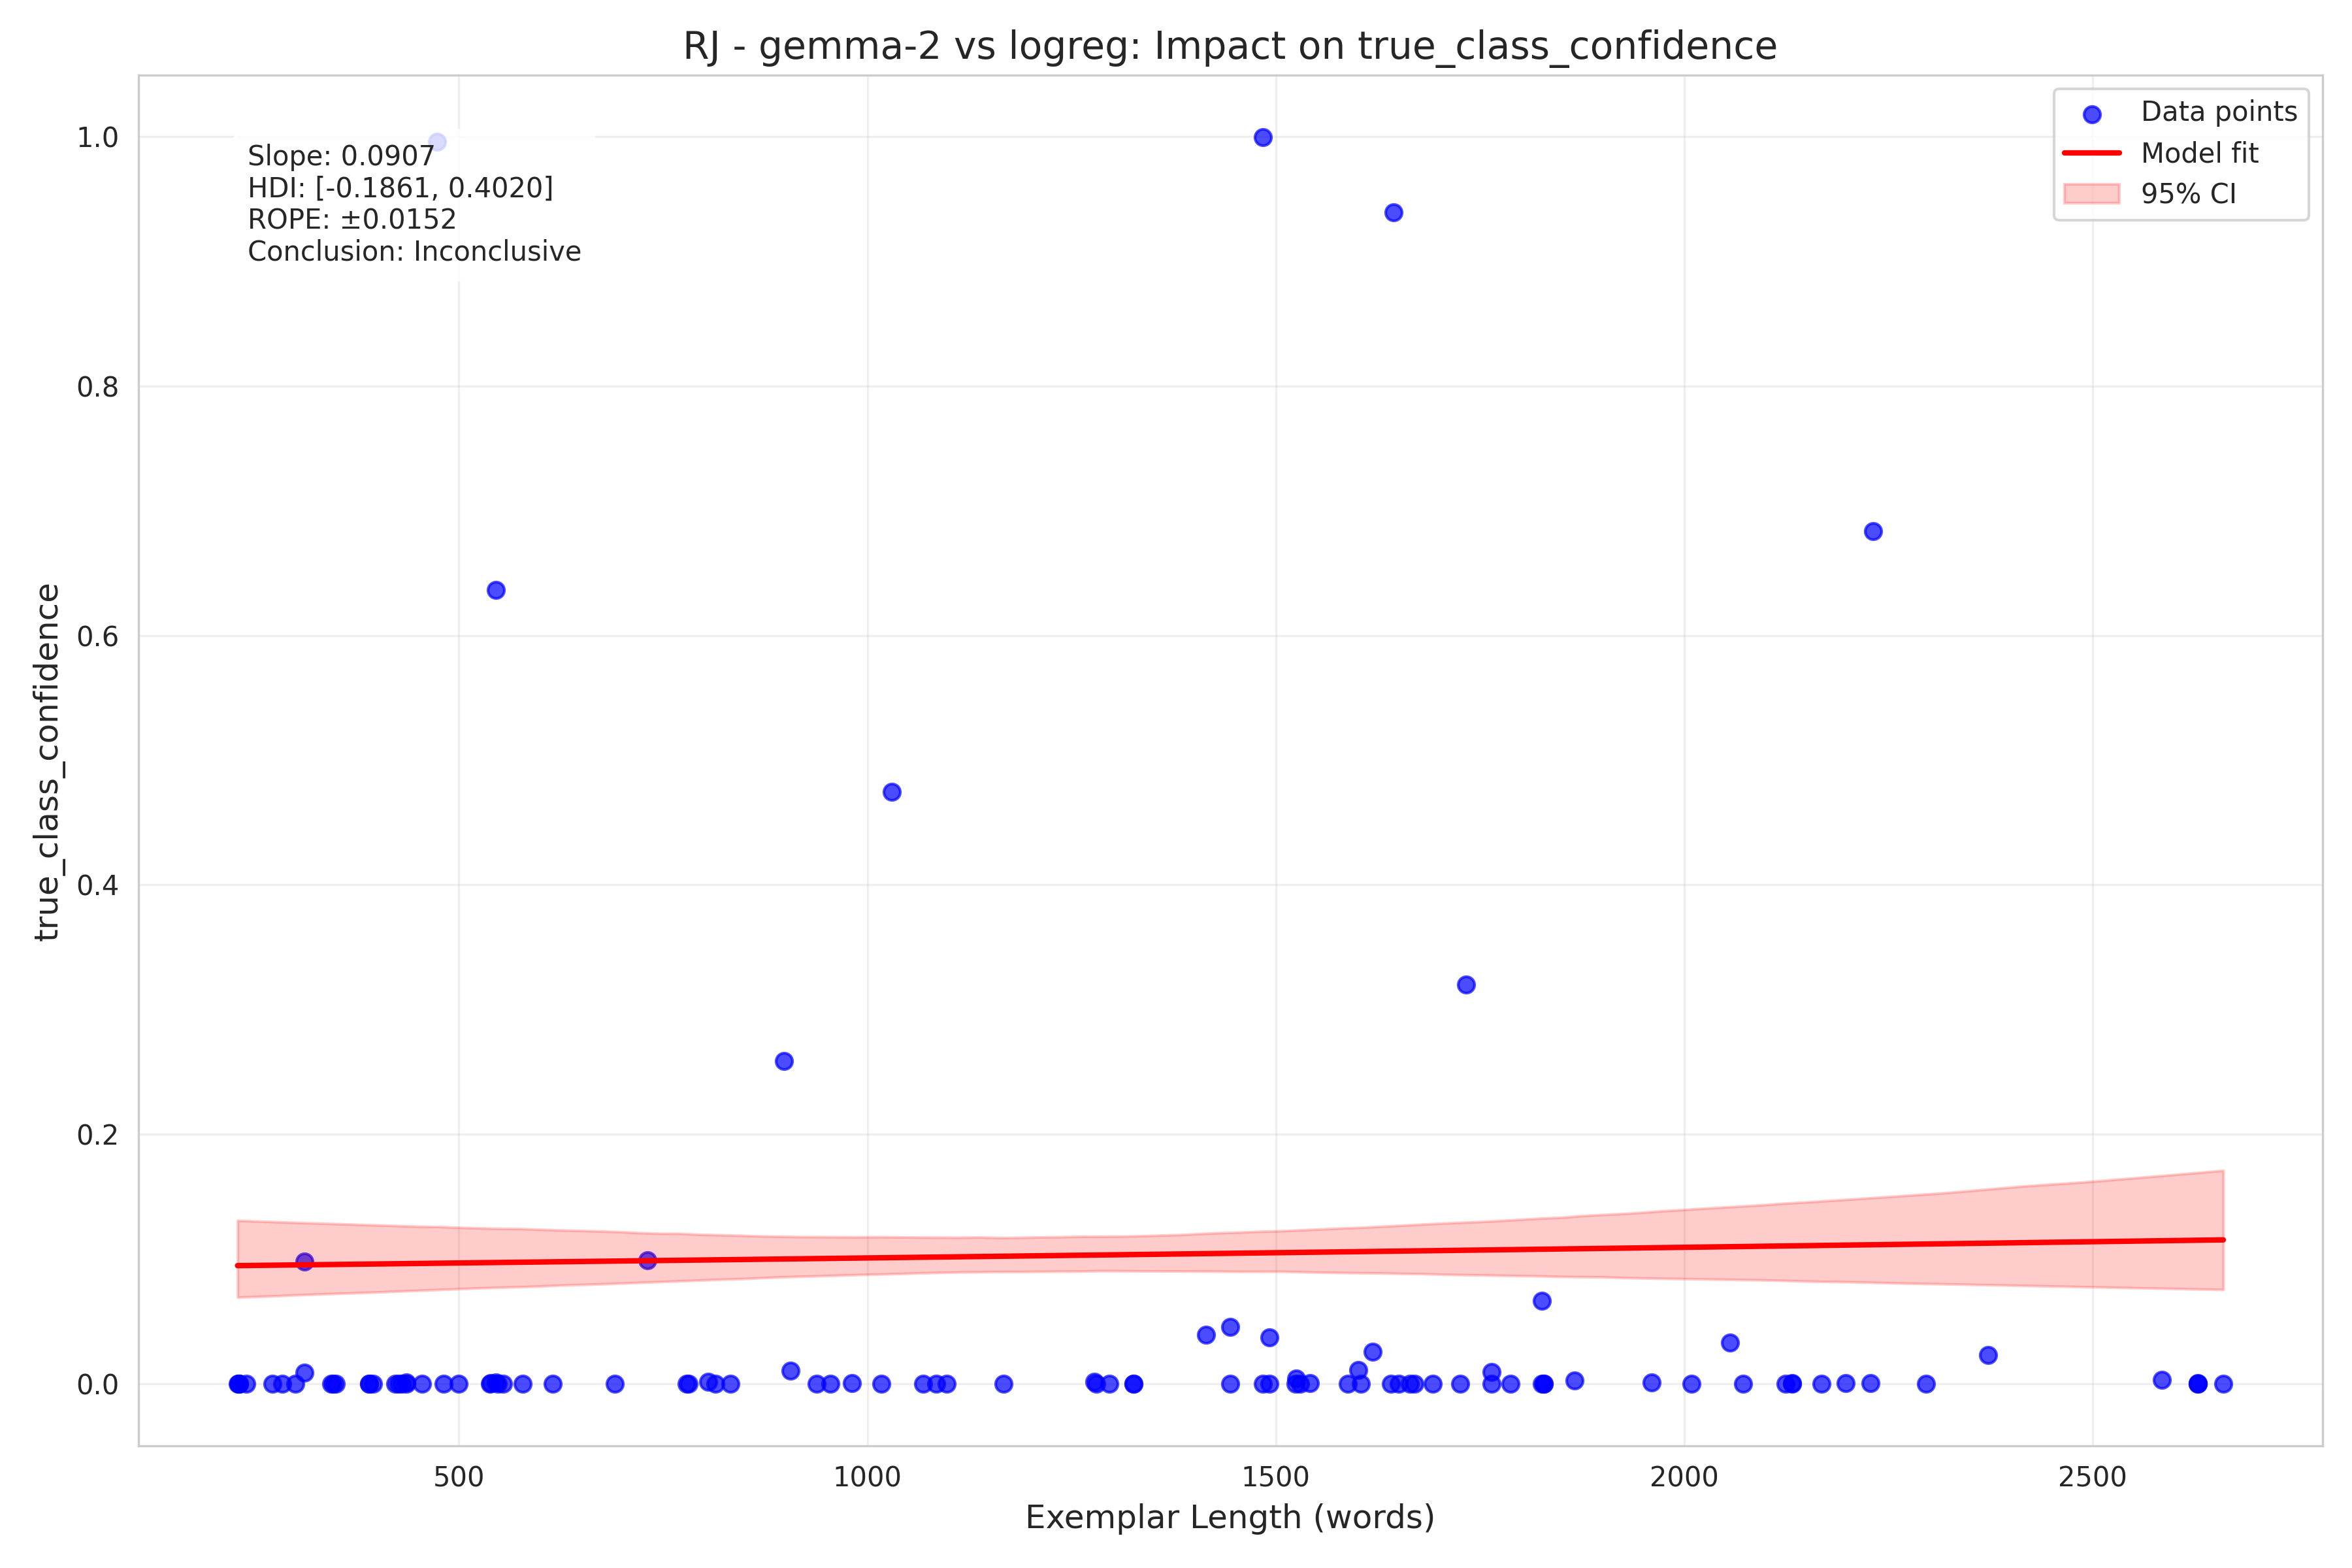 RJ - gemma-2 vs logreg: Impact on true_class_confidence
Slope: 0.0907
HDI: [-0.1861, 0.4020]
ROPE: ±0.0152
Conclusion: Inconclusive
Data points
Model fit
95% CI
true_class_confidence
1.0
0.8
0.6
0.4
0.2
0.0
500
1000
1500
2000
2500
Exemplar Length (words)